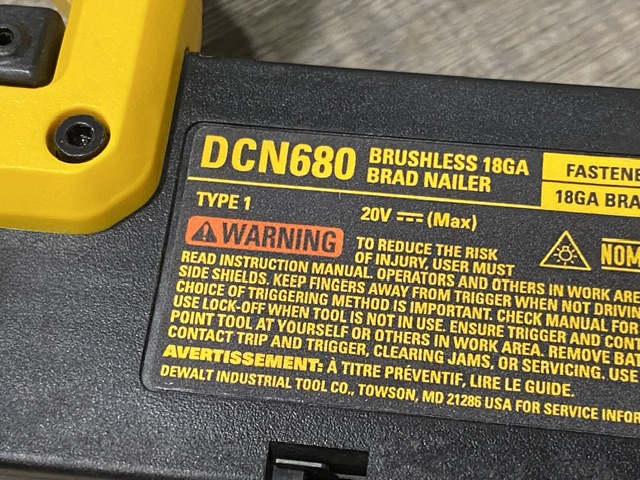 DCN680 BRUSHLESS 18GA
BRAD NAILER
FASTENE
18GA BRA
TYPE 1
20V (Max)
WARNING
TO REDUCE THE RISK
OF INJURY, USER MUST
NOM
READ INSTRUCTION MANUAL. OPERATORS AND OTHERS IN WORK AREA
SIDE SHIELDS. KEEP FINGERS AWAY FROM TRIGGER WHEN NOT DRIVIN
CHOICE OF TRIGGERING METHOD IS IMPORTANT. CHECK MANUAL FOR
USE LOCK-OFF WHEN TOOL IS NOT IN USE. ENSURE TRIGGER AND CONT
POINT TOOL AT YOURSELF OR OTHERS IN WORK AREA. REMOVE BAT
CONTACT TRIP AND TRIGGER, CLEARING JAMS, OR SERVICING. USE
AVERTISSEMENT: À TITRE PRÉVENTIF, LIRE LE GUIDE.
DEWALT INDUSTRIAL TOOL CO., TOWSON, MD 21286 USA FOR SERVICE INFOR